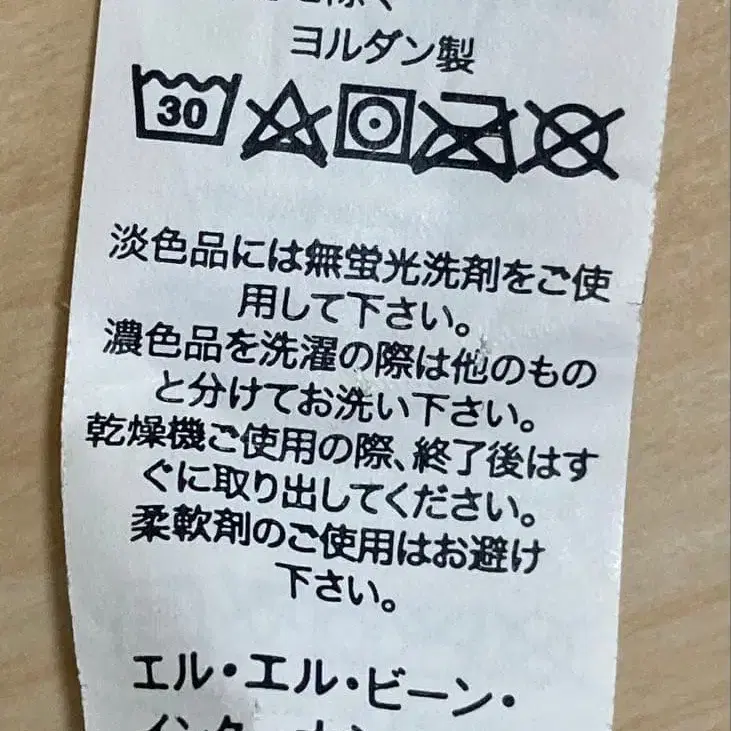 ヨルダン製
30
淡色品には無蛍光洗剤をご使
用して下さい。
濃色品を洗濯の際は他のもの
と分けてお洗い下さい。
乾燥機ご使用の際、終了後はす
ぐに取り出してください。
柔軟剤のご使用はお避け
下さい。
エル・エル・ビーン・